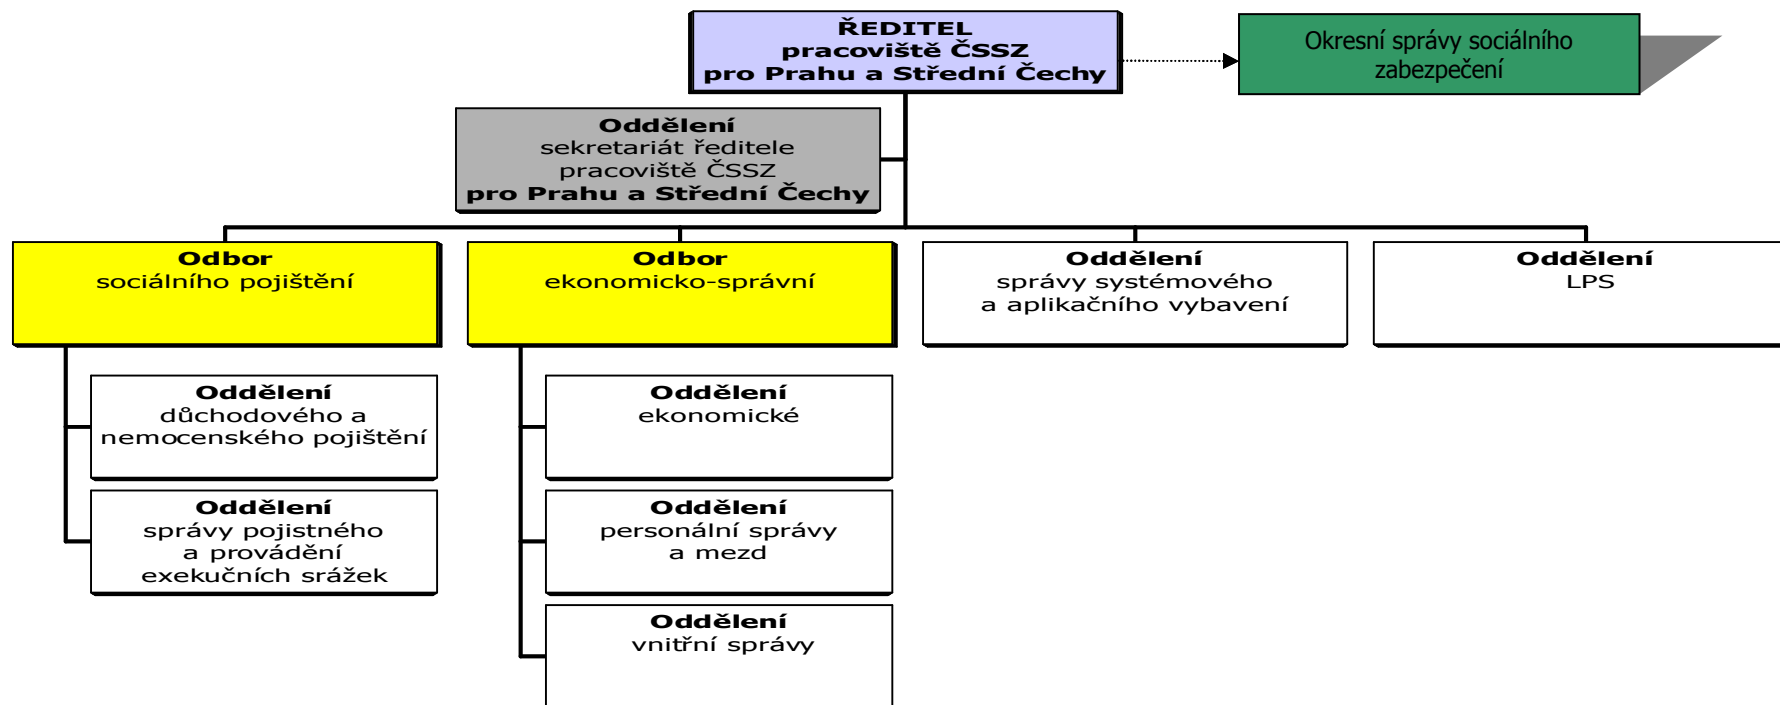 ŘEDITEL
pracoviště ČSSZ
pro Prahu a Střední Čechy
Okresní správy sociálního
zabezpečení
Oddělení
sekretariát ředitele
pracoviště ČSSZ
pro Prahu a Střední Čechy
Odbor
sociálního pojištění
Odbor
ekonomicko-správní
Oddělení
správy systémového
a aplikačního vybavení
Oddělení
LPS
Oddělení
důchodového a
nemocenského pojištění
Oddělení
ekonomické
Oddělení
správy pojistného
a provádění
exekučních srážek
Oddělení
personální správy
a mezd
Oddělení
vnitřní správy